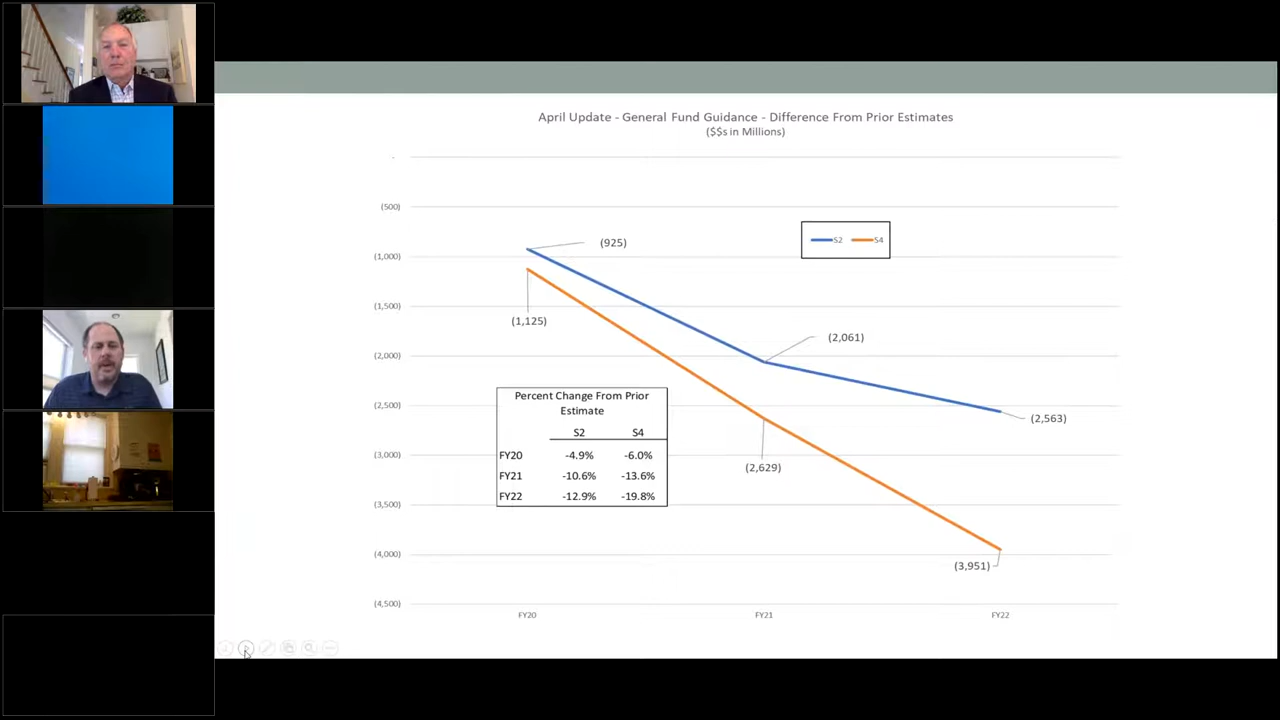 April Update - General Fund Guidance - Difference From Prior Estimates
($$s in Millions)
-
(500)
(1,000)
(1,500)
(2,000)
(2,500)
(3,000)
(3,500)
(4,000)
(4,500)
S2 S4
(925)
(1,125)
(2,061)
(2,629)
(2,563)
(3,951)
Percent Change From Prior
Estimate
S2 S4
FY20 -4.9% -6.0%
FY21 -10.6% -13.6%
FY22 -12.9% -19.8%
FY20 FY21 FY22